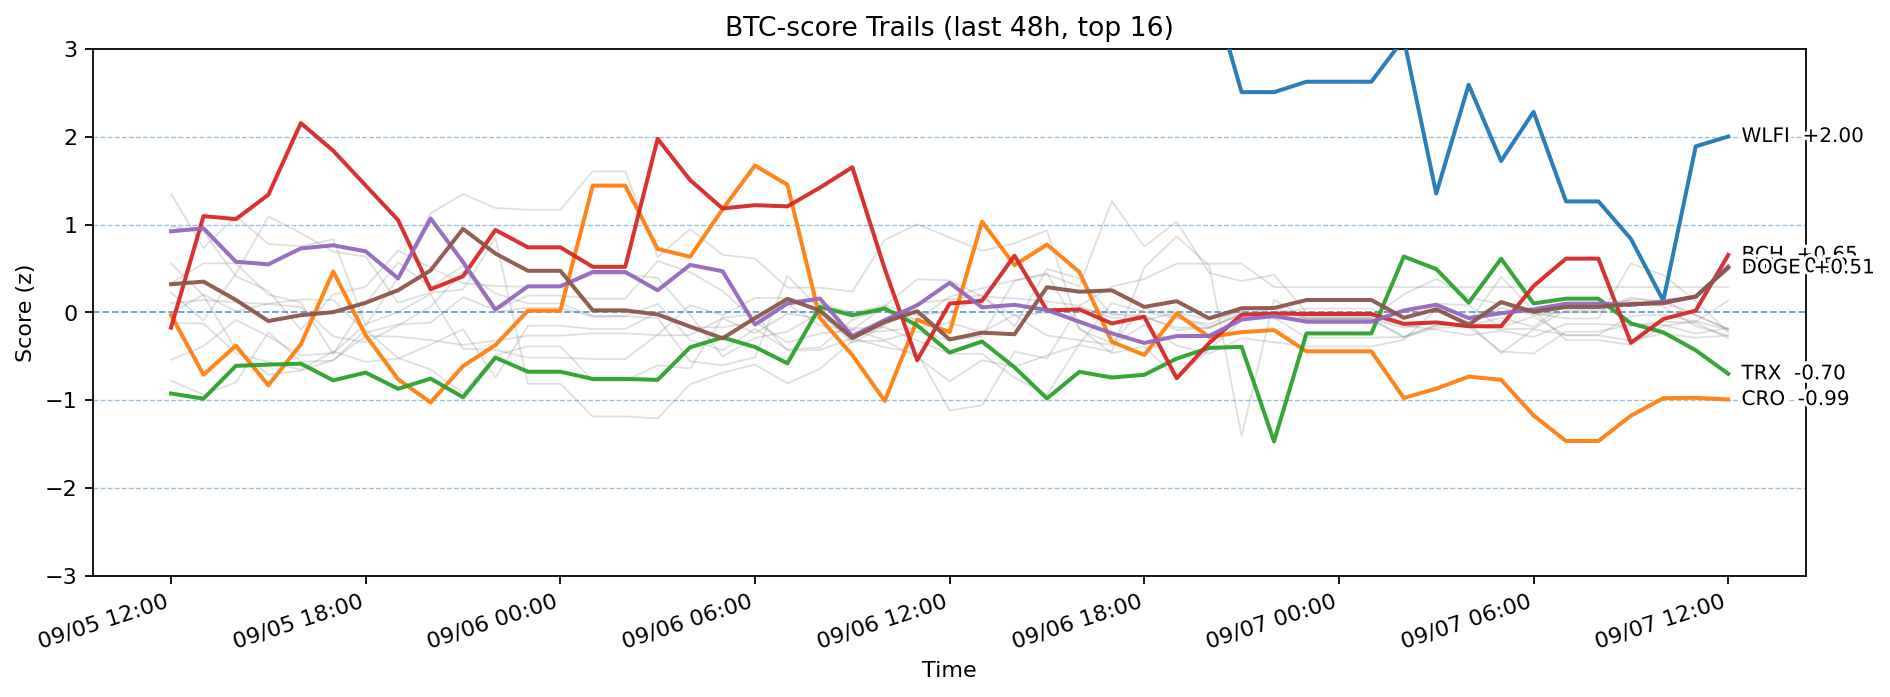 BTC-score Trails (last 48h, top 16)
Score (z)
3
2
1
0
−1
−2
−3
WLFI +2.00
BCH +0.65
DOGE +0.51
TRX -0.70
CRO -0.99
09/05 12:00
09/05 18:00
09/06 00:00
09/06 06:00
09/06 12:00
09/06 18:00
09/07 00:00
09/07 06:00
09/07 12:00
Time